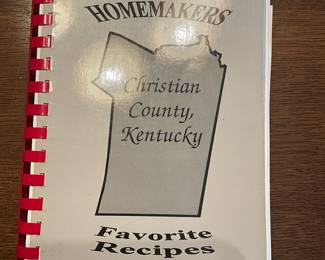 HOMEMAKERS
Christian
County,
Kentucky
Favorite
Recipes